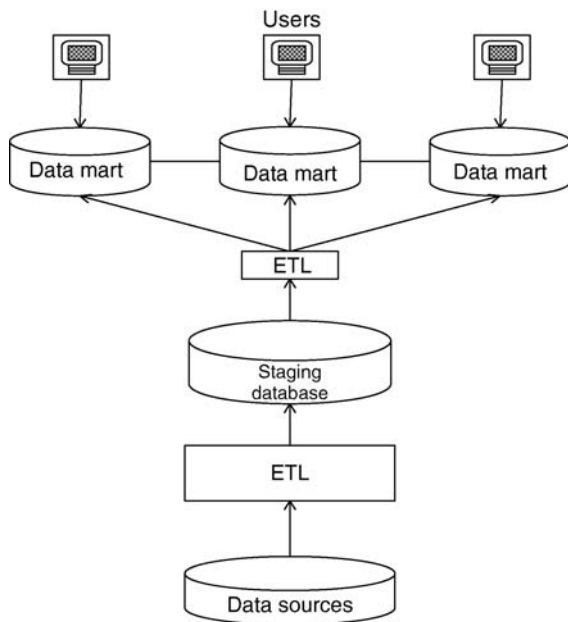 Users
Data mart
Data mart
Data mart
ETL
Staging
database
ETL
Data sources